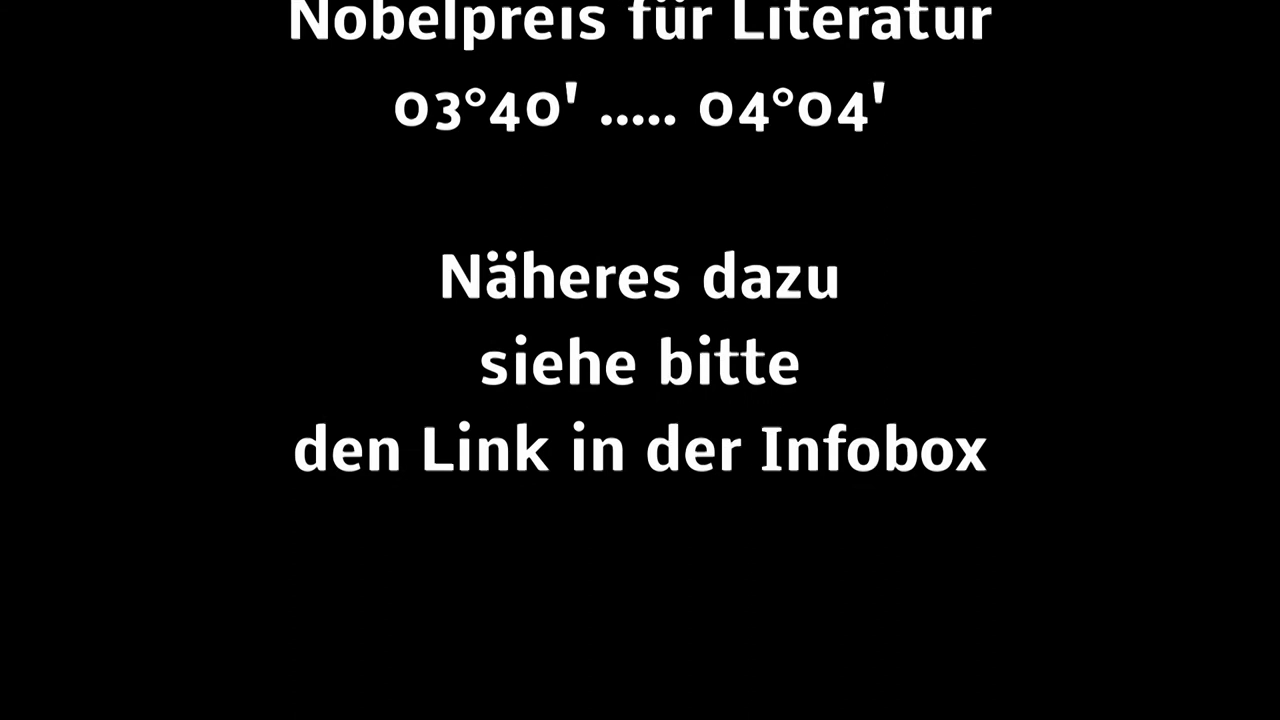 Nobelpreis für Literatur
03°40' ..... 04°04'
Näheres dazu
siehe bitte
den Link in der Infobox